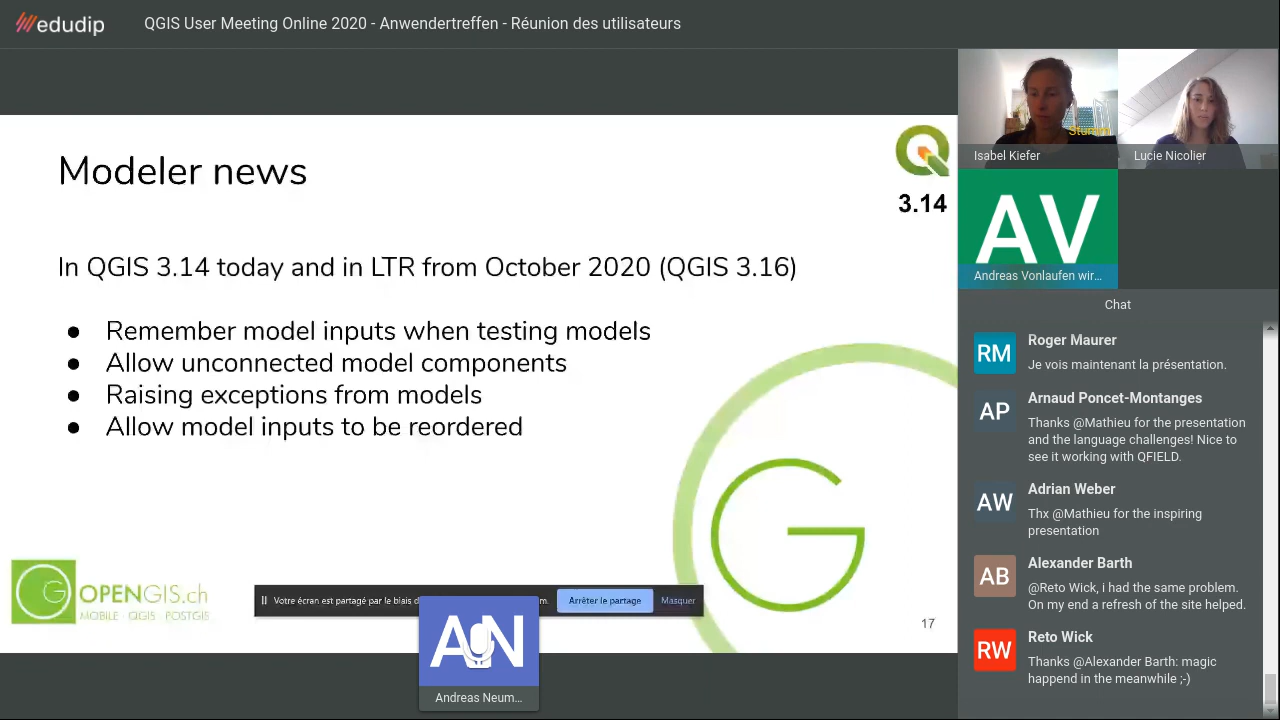 edudip
QGIS User Meeting Online 2020 - Anwendertreffen - Réunion des utilisateurs
Modeler news
3.14
In QGIS 3.14 today and in LTR from October 2020 (QGIS 3.16)
● Remember model inputs when testing models
● Allow unconnected model components
● Raising exceptions from models
● Allow model inputs to be reordered
G
G
OPENGIS.ch
MOBILE · QGIS · POSTGIS
Votre écran est partagé par le biais d
m.
Arrêter le partage
Masquer
17
AN
Andreas Neum...
Stumm
Isabel Kiefer
Lucie Nicolier
AV
Andreas Vonlaufen wir...
Chat
RM
Roger Maurer
Je vois maintenant la présentation.
AP
Arnaud Poncet-Montanges
Thanks @Mathieu for the presentation
and the language challenges! Nice to
see it working with QFIELD.
AW
Adrian Weber
Thx @Mathieu for the inspiring
presentation
AB
Alexander Barth
@Reto Wick, i had the same problem.
On my end a refresh of the site helped.
RW
Reto Wick
Thanks @Alexander Barth: magic
happend in the meanwhile ;-)